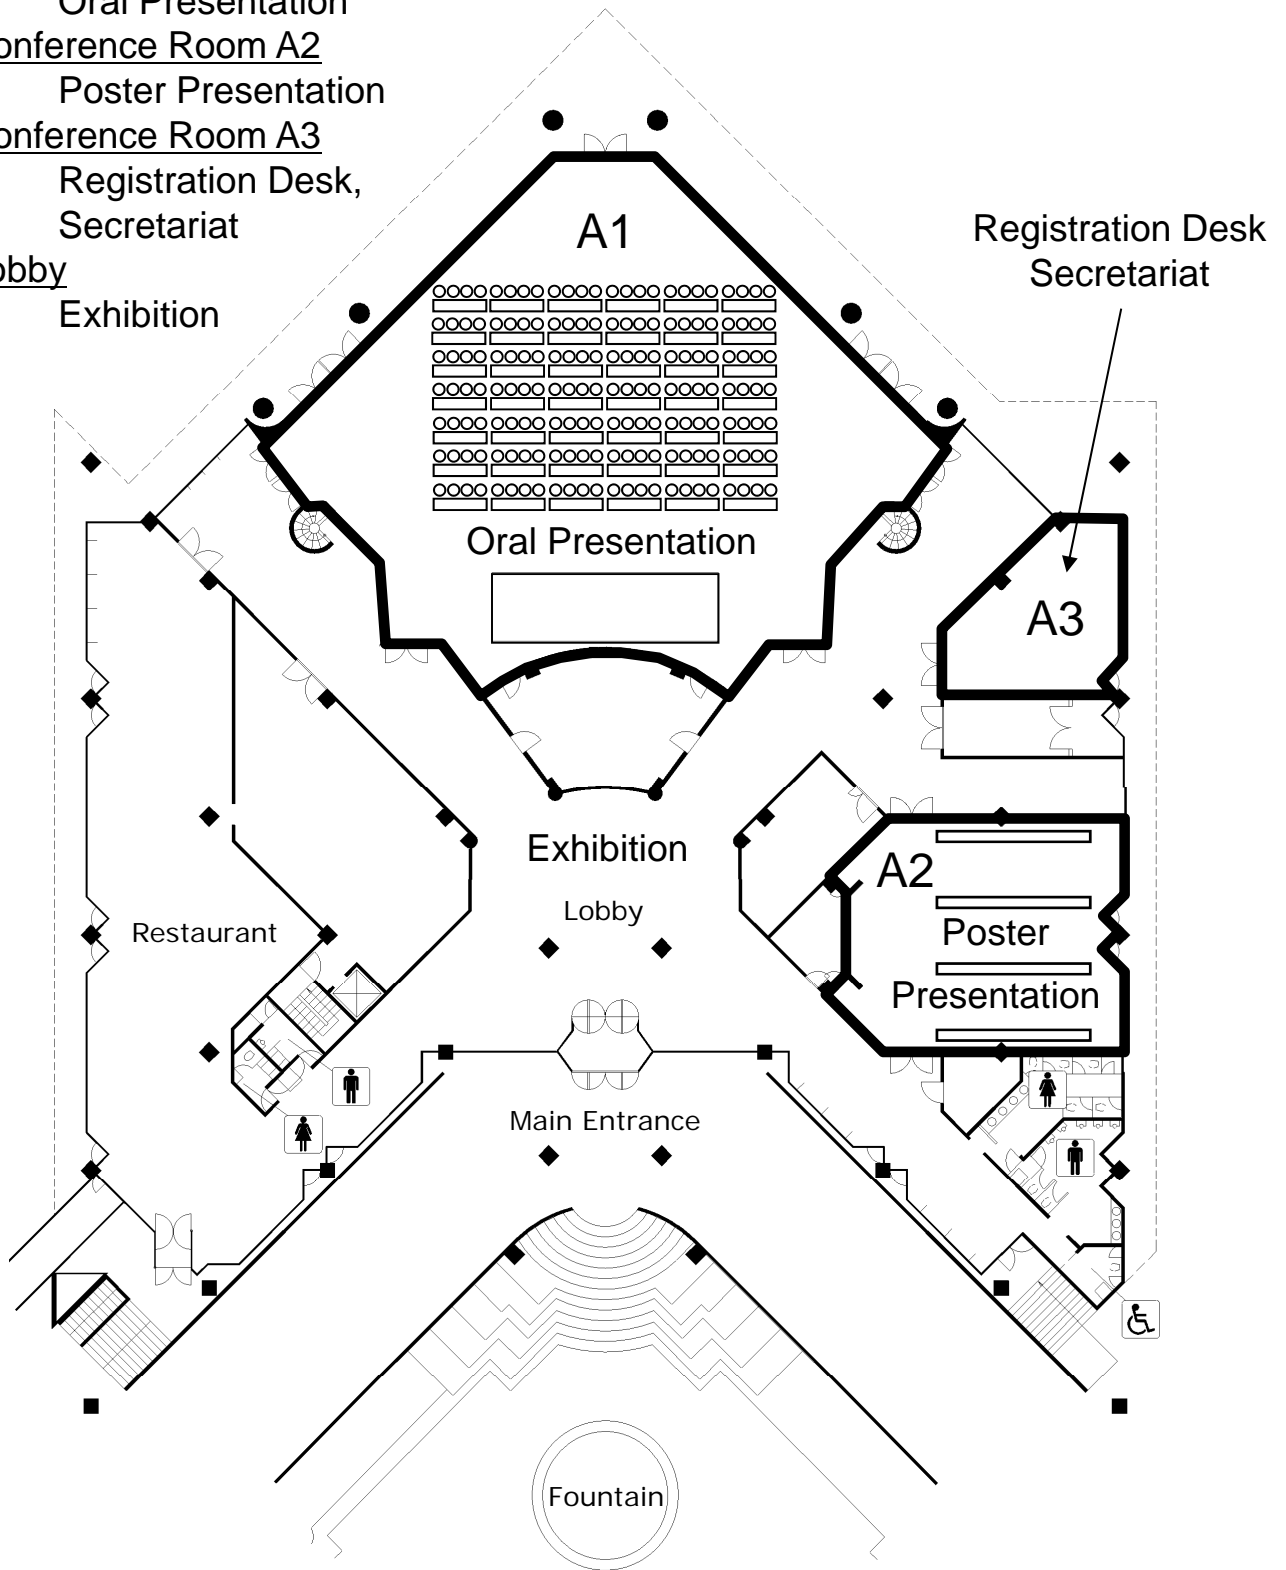 Oral Presentation
onference Room A2
Poster Presentation
onference Room A3
Registration Desk,
Secretariat
obby
Exhibition
A1
Registration Desk
Secretariat
Oral Presentation
A3
Exhibition
A2
Lobby
Restaurant
Poster
Presentation
Main Entrance
Fountain